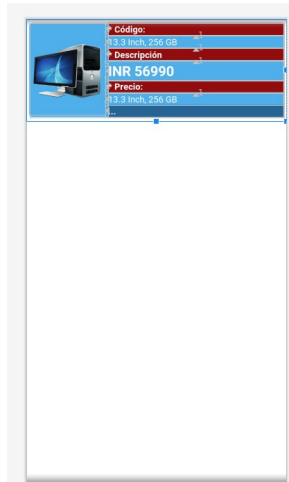 * Código:
13.3 Inch, 256 GB
* Descripción
INR 56990
* Precio:
13.3 Inch, 256 GB
...